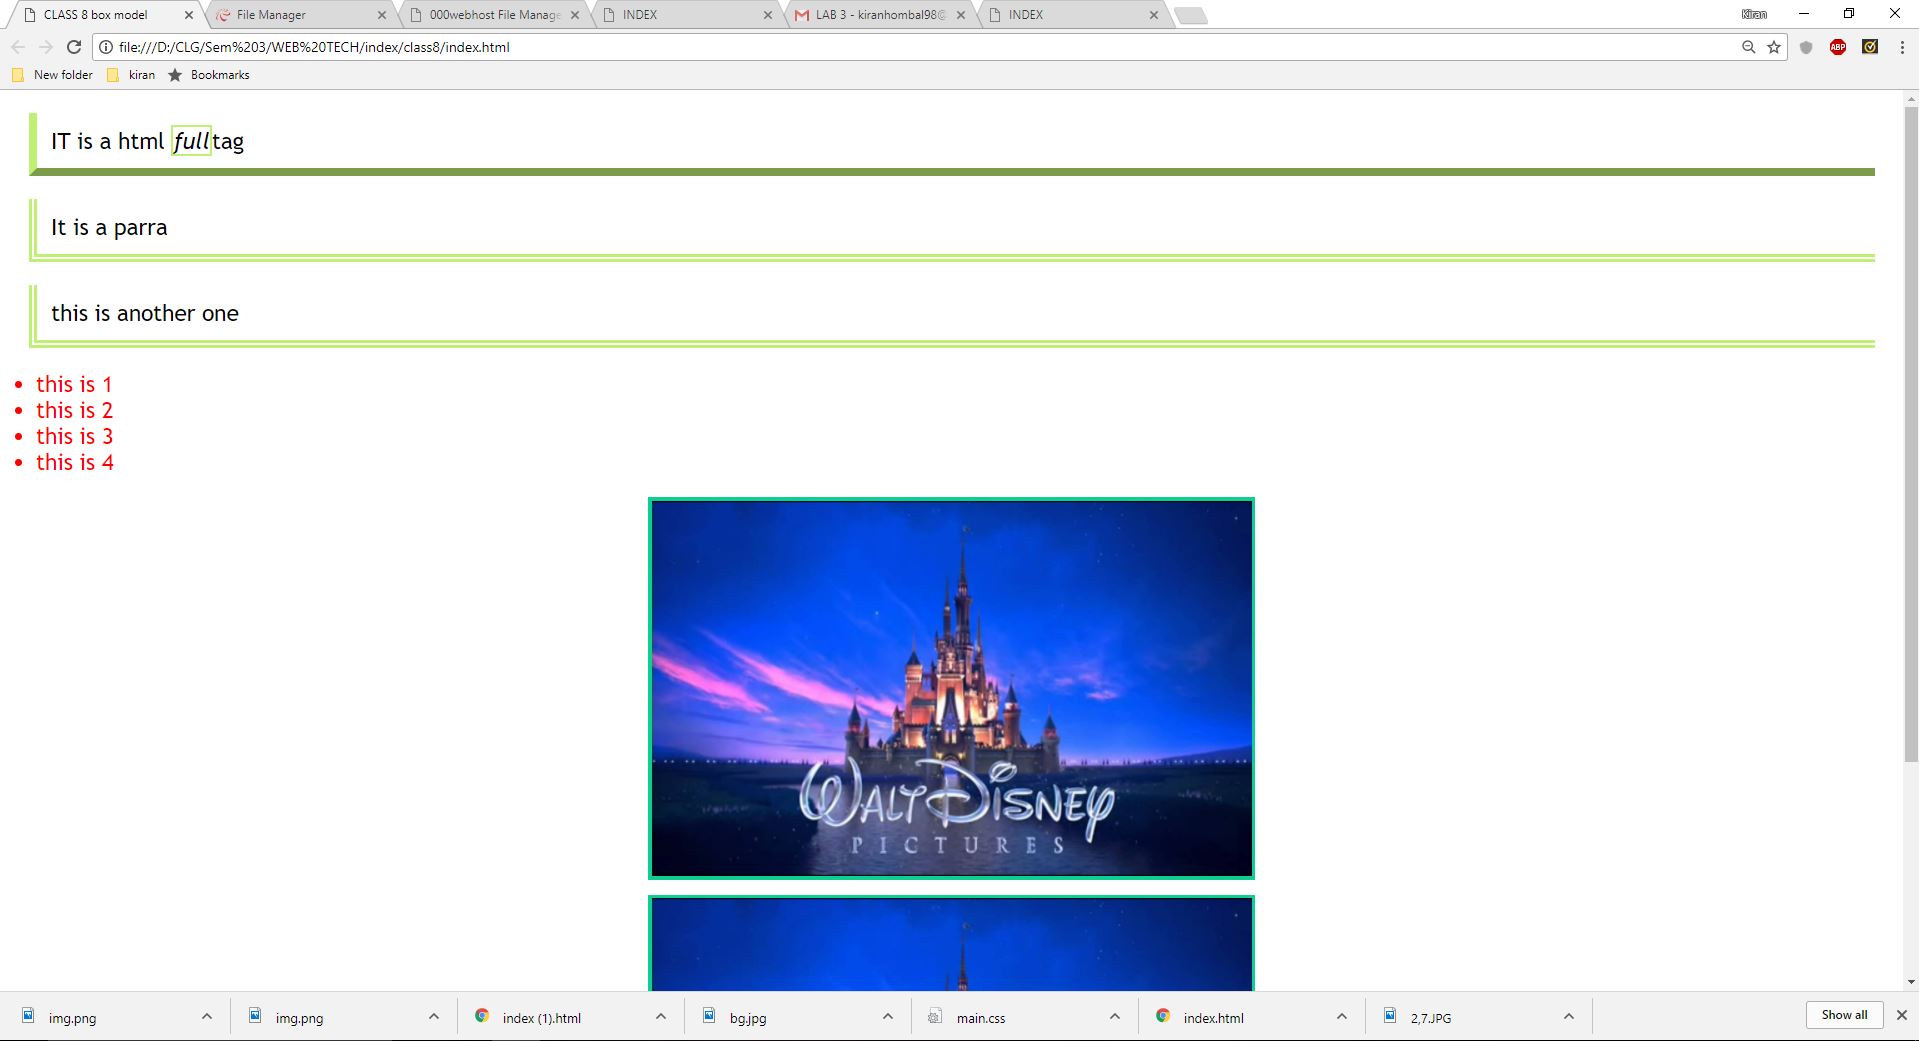 CLASS 8 box model
File Manager
000webhost File Manage
INDEX
LAB 3 - kiranhombal98@
INDEX
Kiran
file:///D:/CLG/Sem%203/WEB%20TECH/index/class8/index.html
ABP
New folder
kiran
Bookmarks
IT is a html full tag
It is a parra
this is another one
• this is 1
• this is 2
• this is 3
• this is 4
WALT DISNEY
PICTURES
img.png
img.png
index (1).html
bg.jpg
main.css
index.html
2,7.JPG
Show all